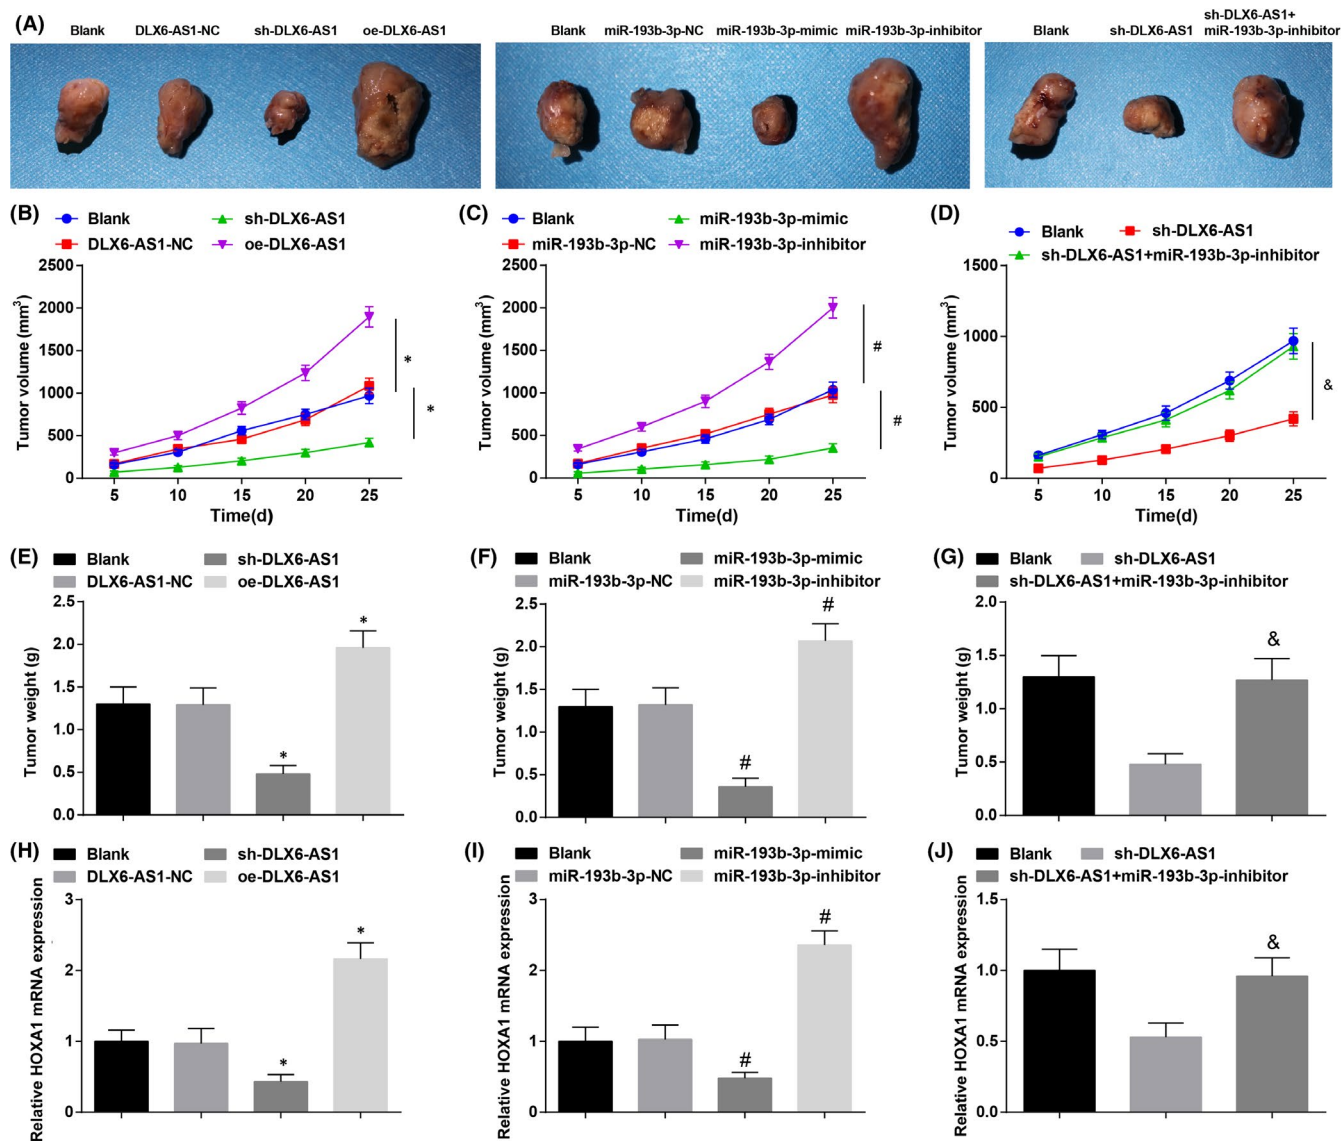 (A)
Blank DLX6-AS1-NC sh-DLX6-AS1 oe-DLX6-AS1
Blank miR-193b-3p-NC miR-193b-3p-mimic miR-193b-3p-inhibitor
Blank sh-DLX6-AS1 sh-DLX6-AS1+
miR-193b-3p-inhibitor
(B)
Blank sh-DLX6-AS1
DLX6-AS1-NC oe-DLX6-AS1
Tumor volume (mm3)
2500
2000
1500
1000
500
0
*
*
5 10 15 20 25
Time(d)
(C)
Blank miR-193b-3p-mimic
miR-193b-3p-NC miR-193b-3p-inhibitor
Tumor volume (mm3)
2500
2000
1500
1000
500
0
#
#
5 10 15 20 25
Time(d)
(D)
Blank sh-DLX6-AS1
sh-DLX6-AS1+miR-193b-3p-inhibitor
Tumor volume (mm3)
1500
1000
500
0
&
5 10 15 20 25
Time(d)
(E)
Blank sh-DLX6-AS1
DLX6-AS1-NC oe-DLX6-AS1
Tumor weight (g)
2.5
2.0
1.5
1.0
0.5
0.0
* *
(F)
Blank miR-193b-3p-mimic
miR-193b-3p-NC miR-193b-3p-inhibitor
Tumor weight (g)
2.5
2.0
1.5
1.0
0.5
0.0
# #
(G)
Blank sh-DLX6-AS1
sh-DLX6-AS1+miR-193b-3p-inhibitor
Tumor weight (g)
2.0
1.5
1.0
0.5
0.0
&
(H)
Blank sh-DLX6-AS1
DLX6-AS1-NC oe-DLX6-AS1
Relative HOXA1 mRNA expression
3
2
1
0
* *
(I)
Blank miR-193b-3p-mimic
miR-193b-3p-NC miR-193b-3p-inhibitor
Relative HOXA1 mRNA expression
3
2
1
0
# #
(J)
Blank sh-DLX6-AS1
sh-DLX6-AS1+miR-193b-3p-inhibitor
Relative HOXA1 mRNA expression
1.5
1.0
0.5
0.0
&